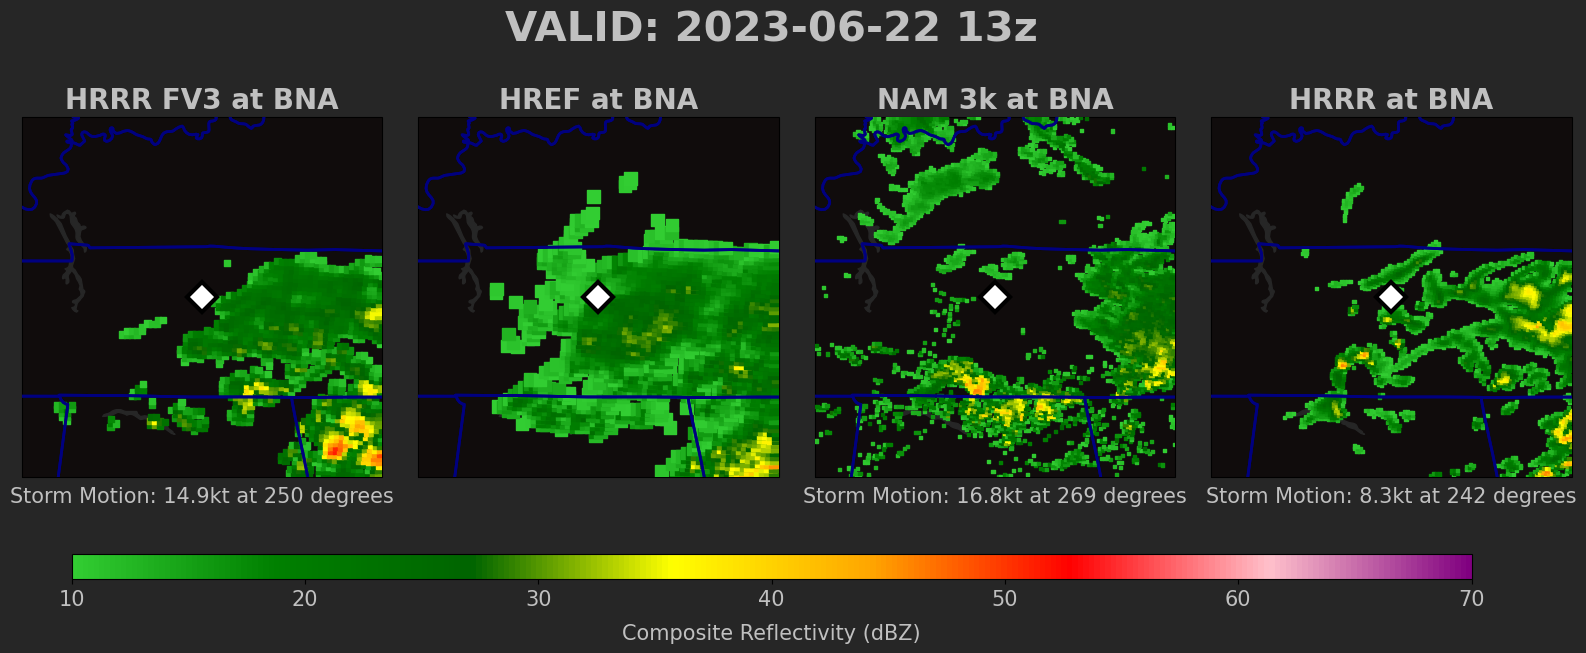 VALID: 2023-06-22 13z
HRRR FV3 at BNA
HREF at BNA
NAM 3k at BNA
HRRR at BNA
Storm Motion: 14.9kt at 250 degrees
Storm Motion: 16.8kt at 269 degrees
Storm Motion: 8.3kt at 242 degrees
10 20 30 40 50 60 70
Composite Reflectivity (dBZ)